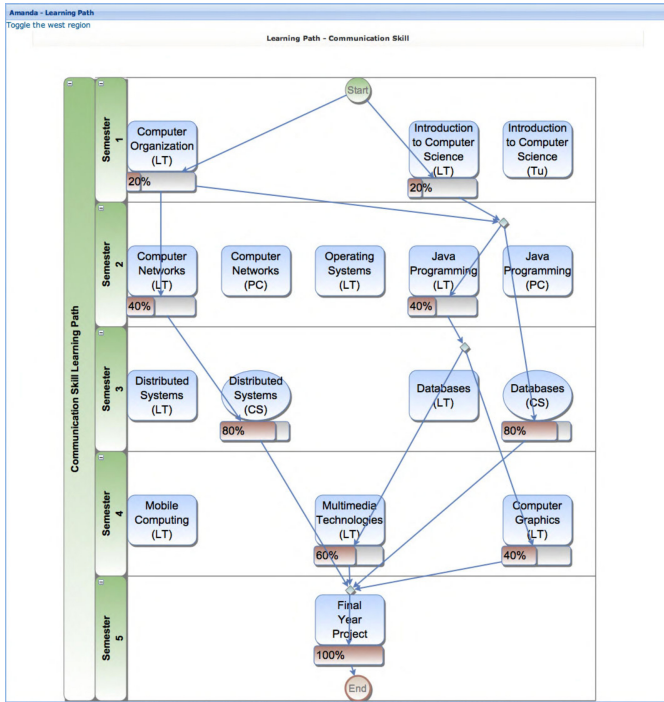 Amanda - Learning Path
Toggle the west region
Learning Path - Communication Skill
Communication Skill Learning Path
Semester
1
Start
Computer
Organization
(LT)
20%
Introduction
to Computer
Science
(LT)
20%
Introduction
to Computer
Science
(Tu)
Semester
2
Computer
Networks
(LT)
40%
Computer
Networks
(PC)
Operating
Systems
(LT)
Java
Programming
(LT)
40%
Java
Programming
(PC)
Semester
3
Distributed
Systems
(LT)
Distributed
Systems
(CS)
80%
Databases
(LT)
Databases
(CS)
80%
Semester
4
Mobile
Computing
(LT)
Multimedia
Technologies
(LT)
60%
Computer
Graphics
(LT)
40%
Semester
5
Final
Year
Project
100%
End